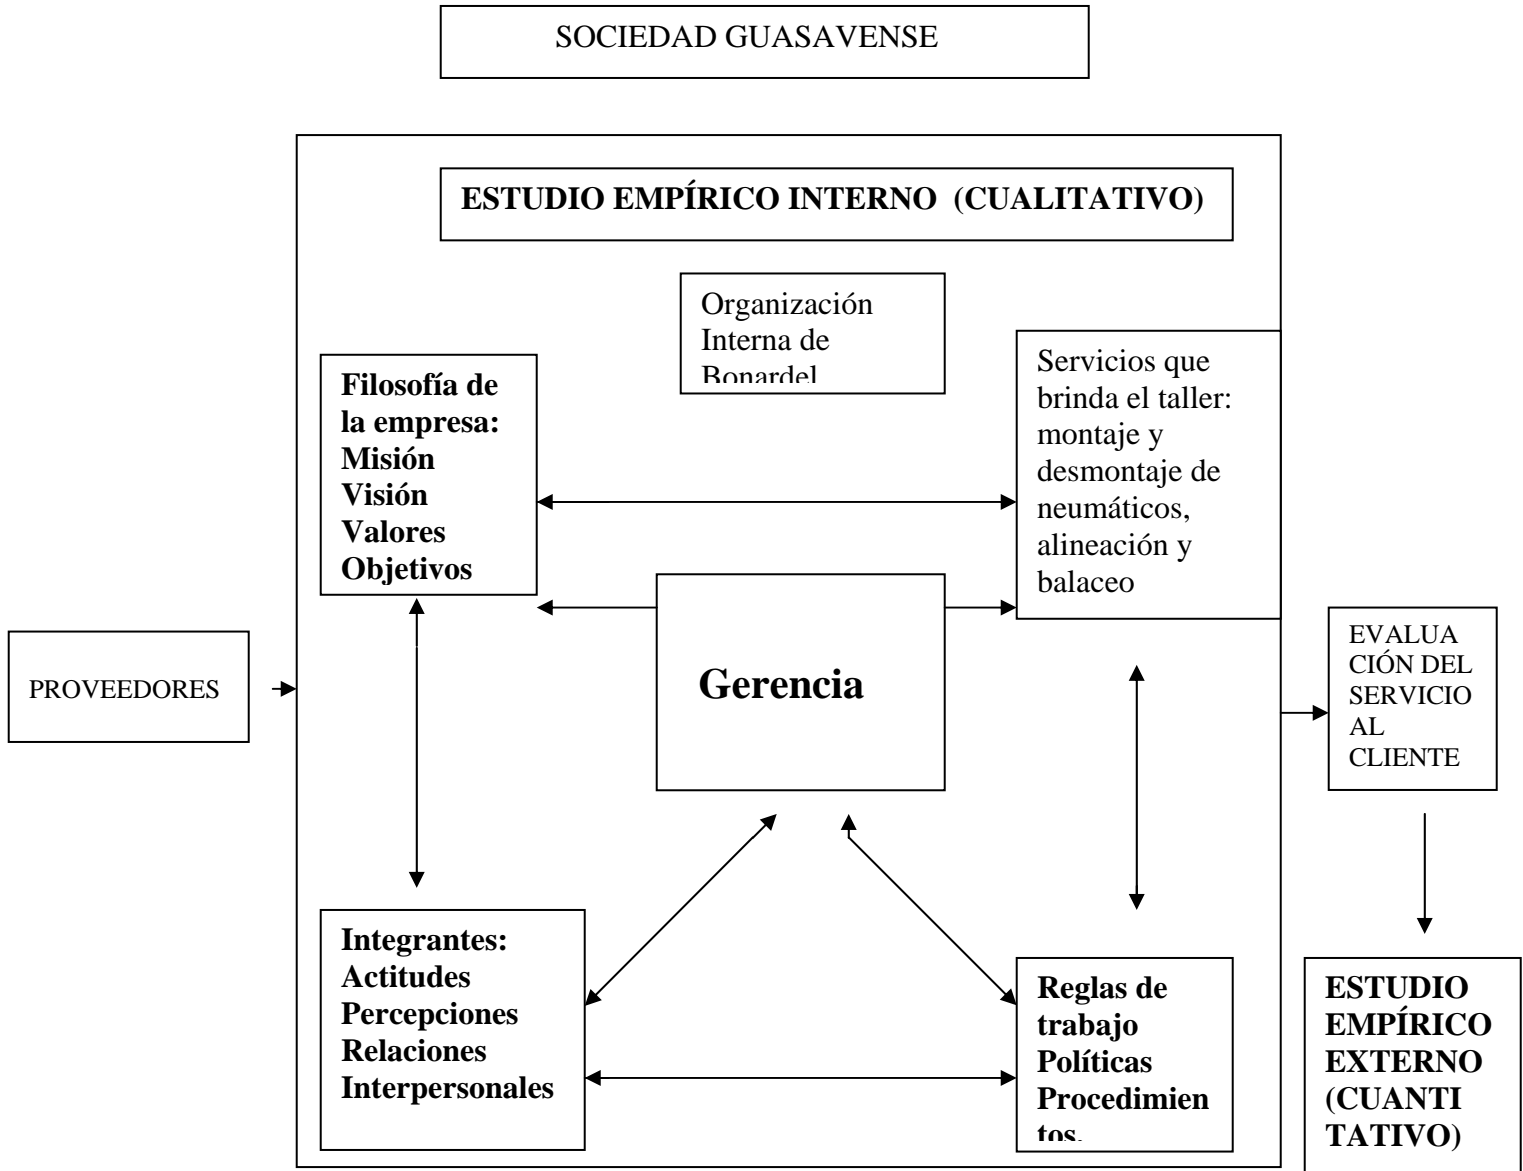 SOCIEDAD GUASAVENSE
ESTUDIO EMPÍRICO INTERNO (CUALITATIVO)
Organización
Interna de
Bonardel
Filosofía de
la empresa:
Misión
Visión
Valores
Objetivos
Servicios que
brinda el taller:
montaje y
desmontaje de
neumáticos,
alineación y
balaceo
PROVEEDORES
Gerencia
EVALUA
CIÓN DEL
SERVICIO
AL
CLIENTE
Integrantes:
Actitudes
Percepciones
Relaciones
Interpersonales
Reglas de
trabajo
Políticas
Procedimien
tos.
ESTUDIO
EMPÍRICO
EXTERNO
(CUANTI
TATIVO)